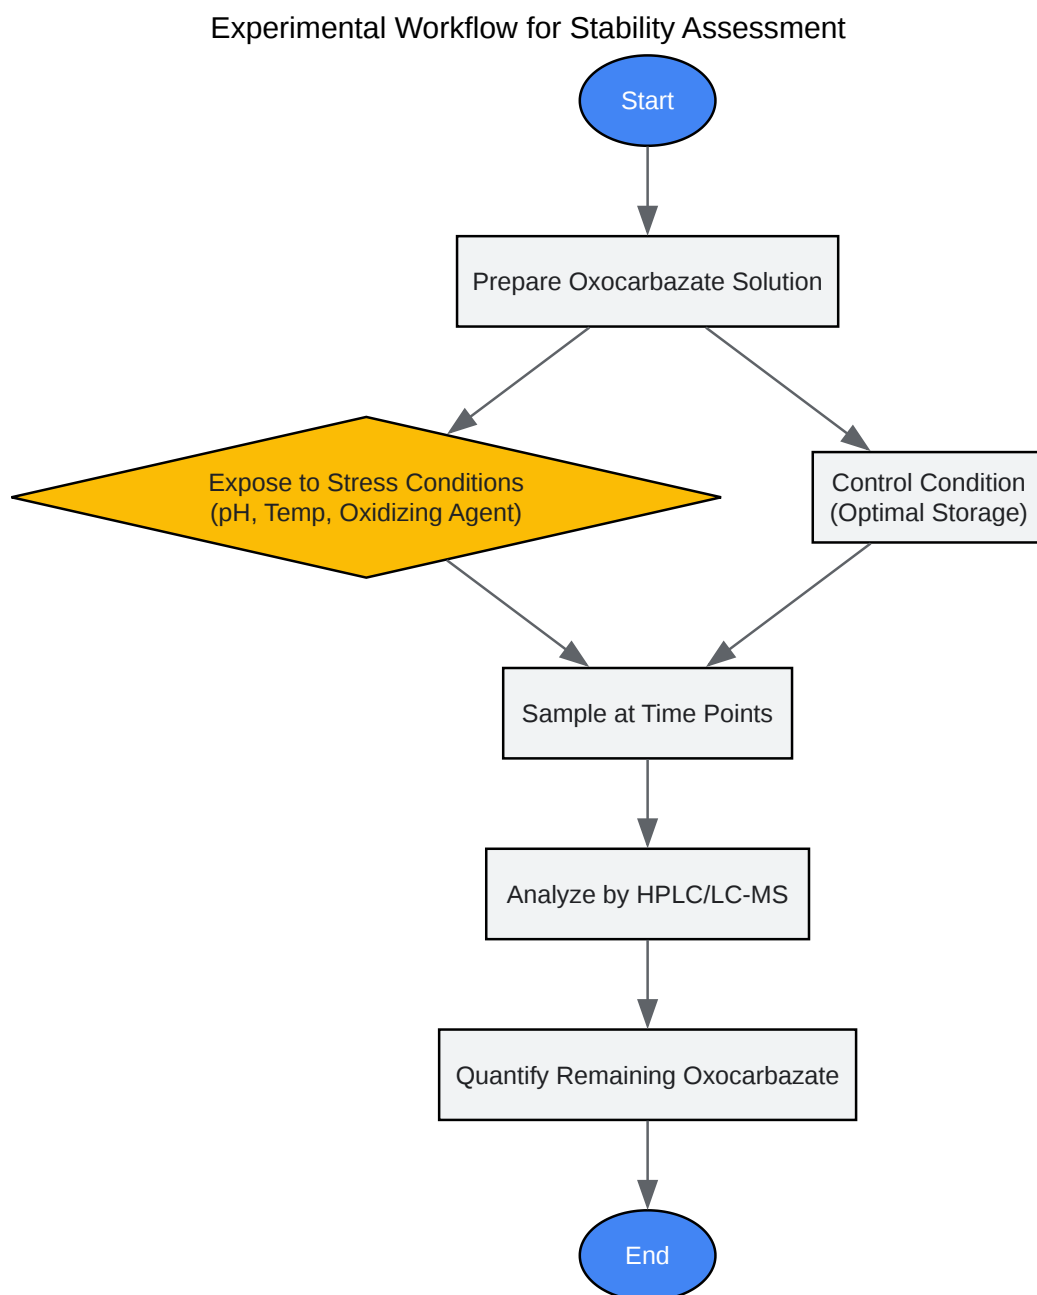 Experimental Workflow for Stability Assessment
Start
Prepare Oxocarbazate Solution
Expose to Stress Conditions
(pH, Temp, Oxidizing Agent)
Control Condition
(Optimal Storage)
Sample at Time Points
Analyze by HPLC/LC-MS
Quantify Remaining Oxocarbazate
End